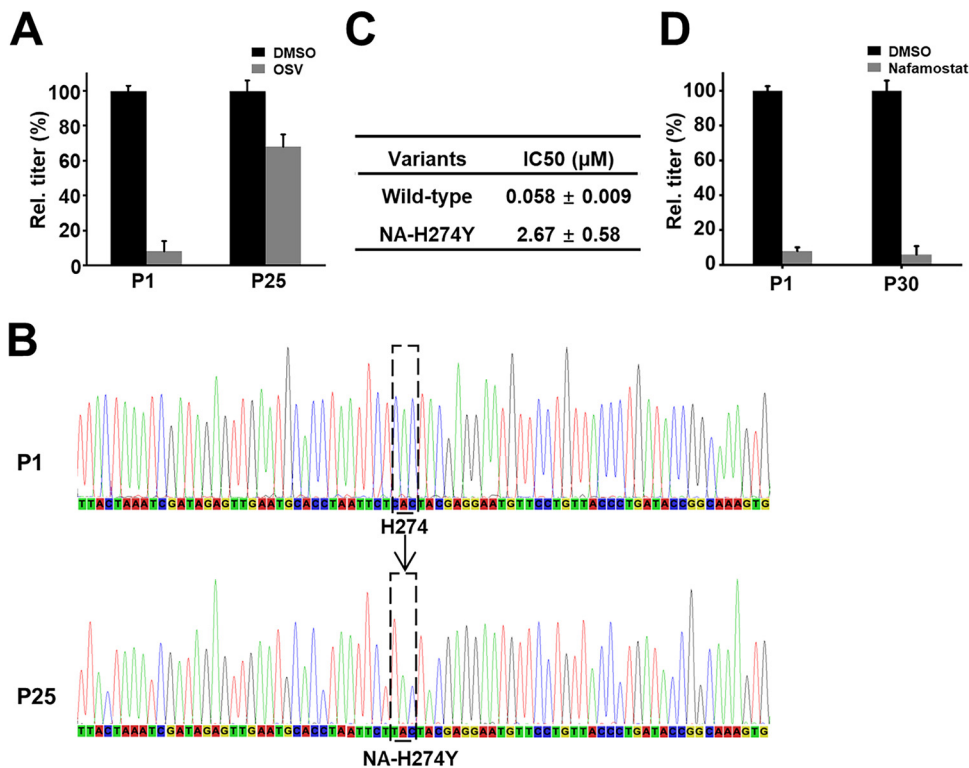 A
DMSO
OSV
Rel. titer (%)
100
80
60
40
20
0
P1 P25
C
Variants IC50 (µM)
Wild-type 0.058 ± 0.009
NA-H274Y 2.67 ± 0.58
D
DMSO
Nafamostat
Rel. titer (%)
100
80
60
40
20
0
P1 P30
B
P1
TTACTAAATCGATAGAGTTGAATGCACCTAATTCTCACTACGAGGAATGTTCCTGTTACCCTGATACCGGCAAAGTG
H274
P25
TTACTAAATCGATAGAGTTGAATGCACCTAATTCTTACTACGAGGAATGTTCCTGTTACCCTGATACCGGCAAAGTG
NA-H274Y